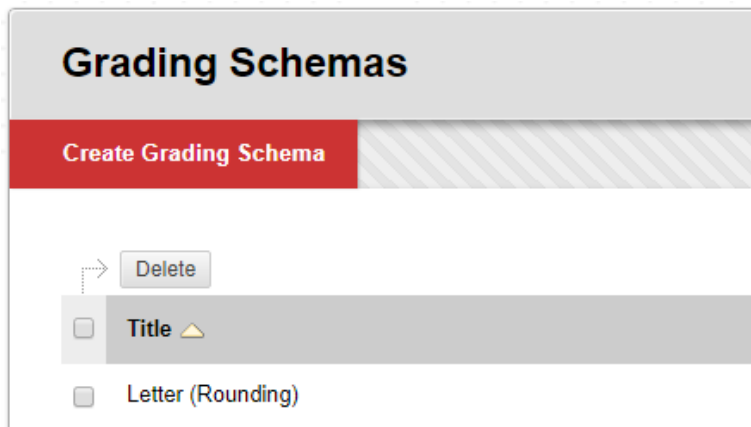 Grading Schemas
Create Grading Schema
Delete
Title
Letter (Rounding)